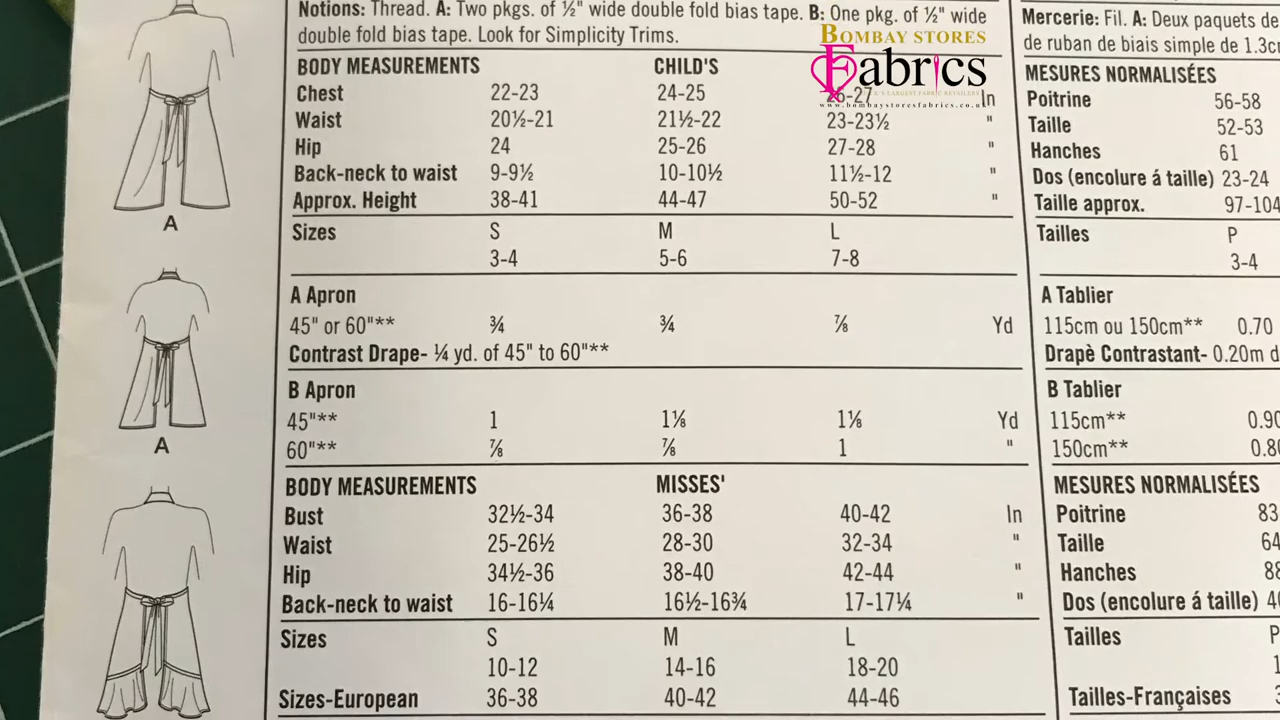 Notions: Thread. A: Two pkgs. of ½" wide double fold bias tape. B: One pkg. of ½" wide
double fold bias tape. Look for Simplicity Trims.
BOMBAY STORES
Fabrics
www.bombaystoresfabrics.co.u
BODY MEASUREMENTS CHILD'S
Chest 22-23 24-25 26-27 In
Waist 20½-21 21½-22 23-23½ "
Hip 24 25-26 27-28 "
Back-neck to waist 9-9½ 10-10½ 11½-12 "
Approx. Height 38-41 44-47 50-52 "
Sizes S M L
3-4 5-6 7-8
A Apron
45" or 60"** ¾ ¾ ⅞ Yd
Contrast Drape- ¼ yd. of 45" to 60"**
B Apron
45"** 1 1⅛ 1⅛ Yd
60"** ⅞ ⅞ 1 "
BODY MEASUREMENTS MISSES'
Bust 32½-34 36-38 40-42 In
Waist 25-26½ 28-30 32-34 "
Hip 34½-36 38-40 42-44 "
Back-neck to waist 16-16¼ 16½-16¾ 17-17¼ "
Sizes S M L
10-12 14-16 18-20
Sizes-European 36-38 40-42 44-46
Mercerie: Fil. A: Deux paquets de
de ruban de biais simple de 1.3c
MESURES NORMALISÉES
Poitrine 56-58
Taille 52-53
Hanches 61
Dos (encolure á taille) 23-24
Taille approx. 97-104
Tailles P
3-4
A Tablier
115cm ou 150cm** 0.70
Drapè Contrastant- 0.20m d
B Tablier
115cm** 0.90
150cm** 0.8
MESURES NORMALISÉES
Poitrine 83
Taille 64
Hanches 88
Dos (encolure á taille) 4
Tailles P
1
Tailles-Françaises 3
A
A